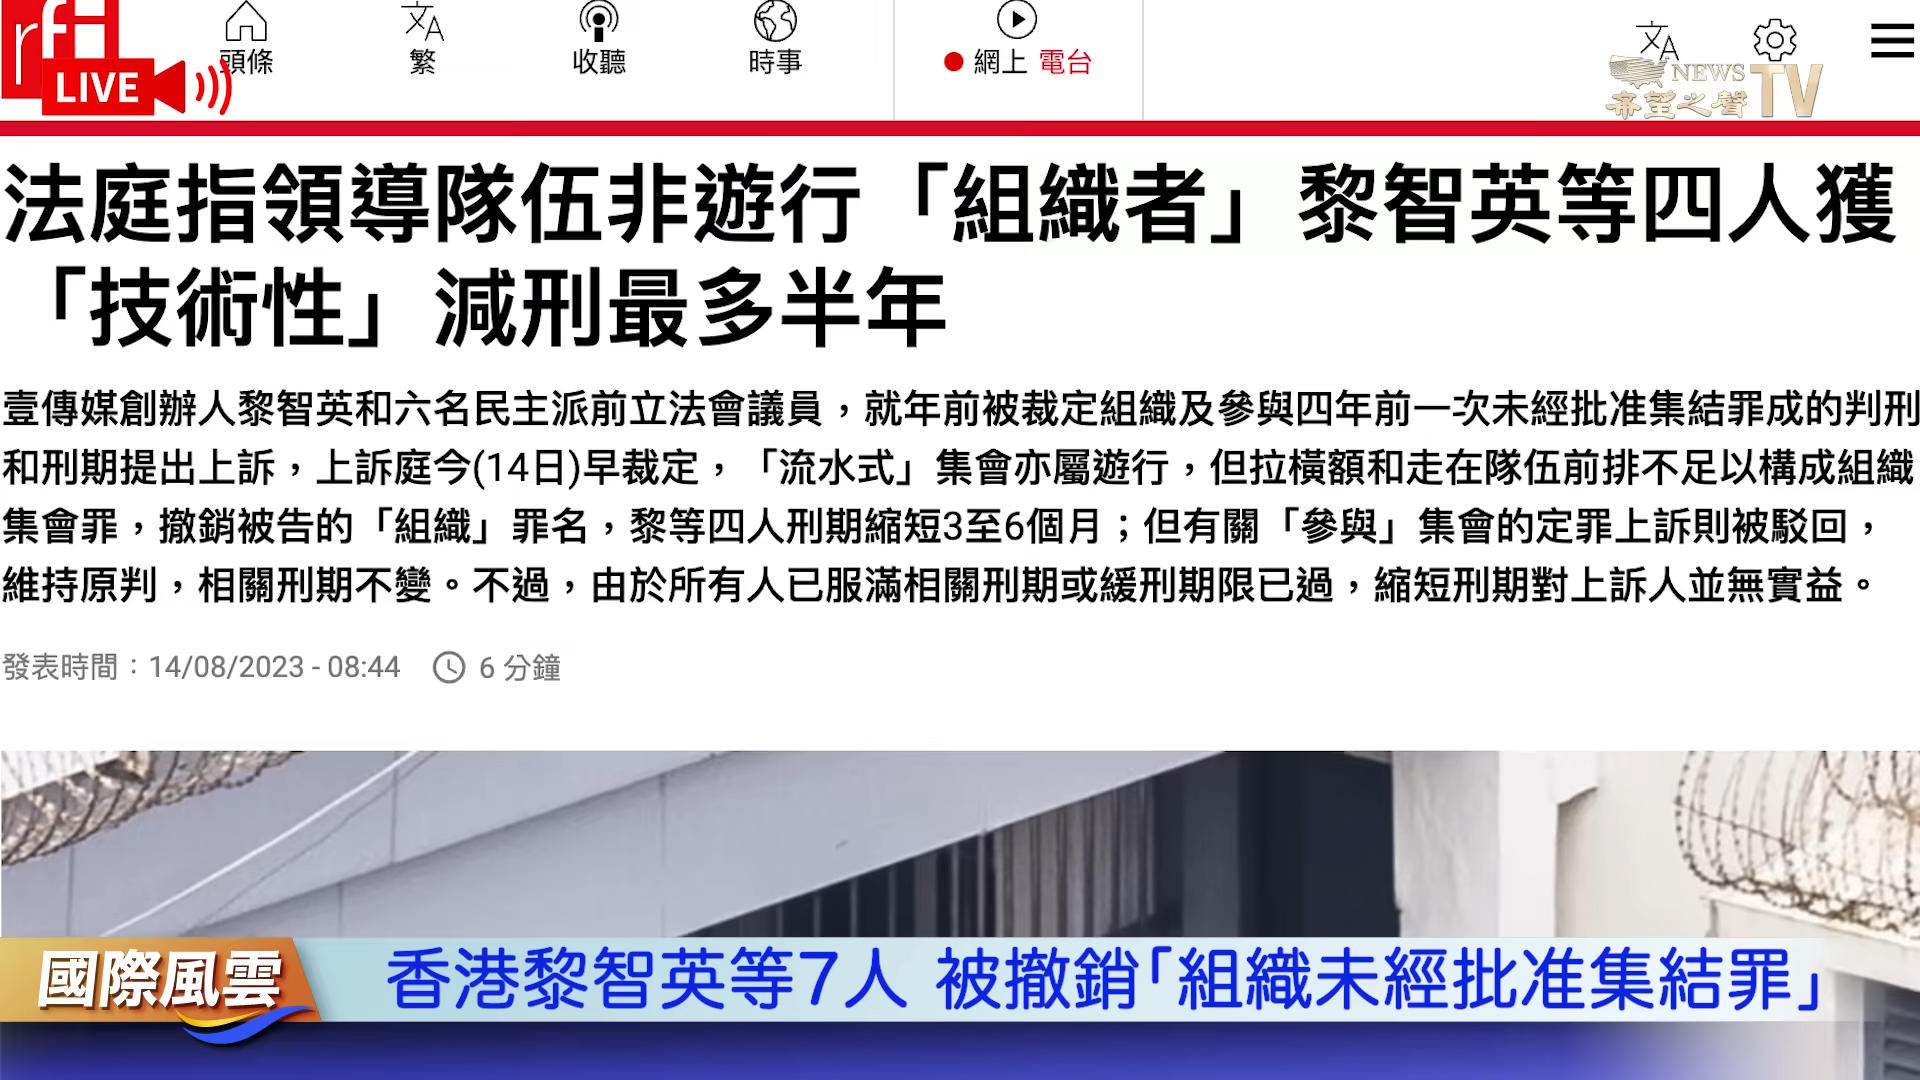 rfi
LIVE
頭條
繁
收聽
時事
網上 電台
NEWS
希望之聲TV
法庭指領導隊伍非遊行「組織者」黎智英等四人獲
「技術性」減刑最多半年
壹傳媒創辦人黎智英和六名民主派前立法會議員，就年前被裁定組織及參與四年前一次未經批准集結罪成的判刑
和刑期提出上訴，上訴庭今(14日)早裁定，「流水式」集會亦屬遊行，但拉橫額和走在隊伍前排不足以構成組織
集會罪，撤銷被告的「組織」罪名，黎等四人刑期縮短3至6個月；但有關「參與」集會的定罪上訴則被駁回，
維持原判，相關刑期不變。不過，由於所有人已服滿相關刑期或緩刑期限已過，縮短刑期對上訴人並無實益。
發表時間：14/08/2023 - 08:44 6 分鐘
國際風雲
香港黎智英等7人 被撤銷「組織未經批准集結罪」